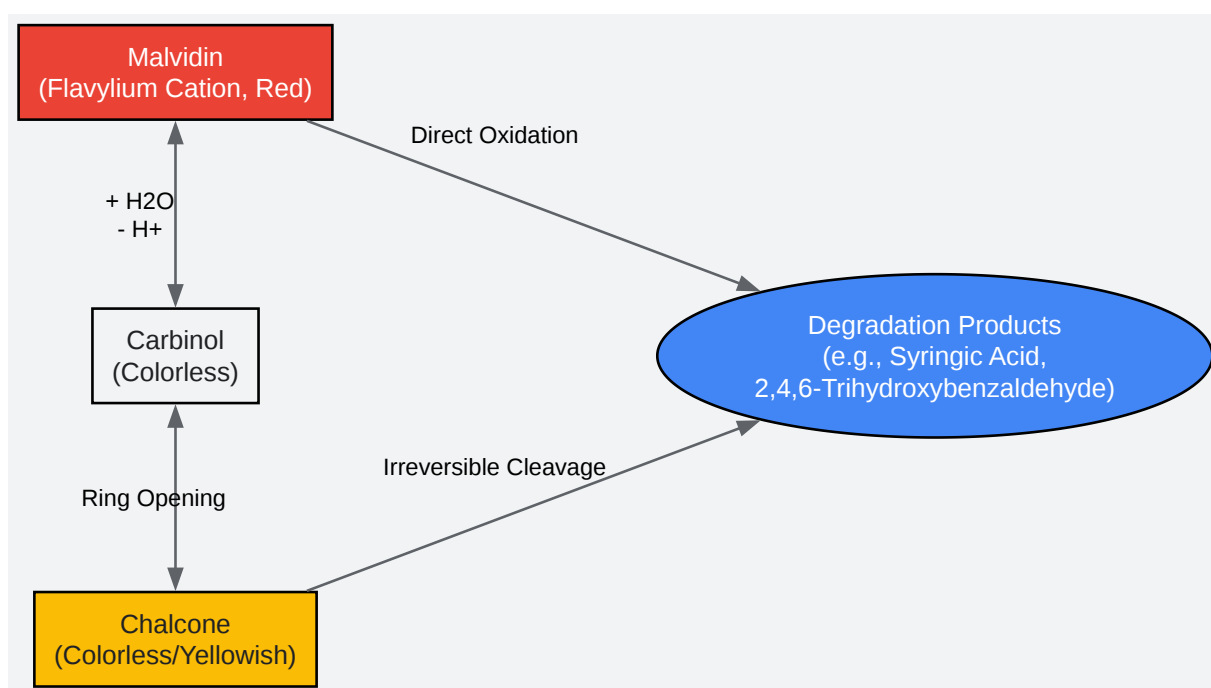 Malvidin
(Flavylium Cation, Red)
Direct Oxidation
+ H2O
- H+
Carbinol
(Colorless)
Degradation Products
(e.g., Syringic Acid,
2,4,6-Trihydroxybenzaldehyde)
Irreversible Cleavage
Ring Opening
Chalcone
(Colorless/Yellowish)